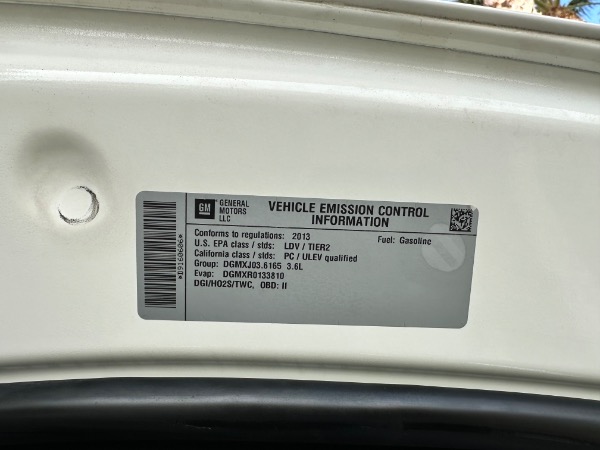 GM
GENERAL MOTORS LLC
VEHICLE EMISSION CONTROL INFORMATION
Conforms to regulations: 2013 Fuel: Gasoline
U.S. EPA class / stds: LDV / TIER2
California class / stds: PC / ULEV qualified
Group: DGMXJ03.6165 3.6L
Evap: DGMXR0133810
DGI/HO2S/TWC, OBD: II
*D9160606*